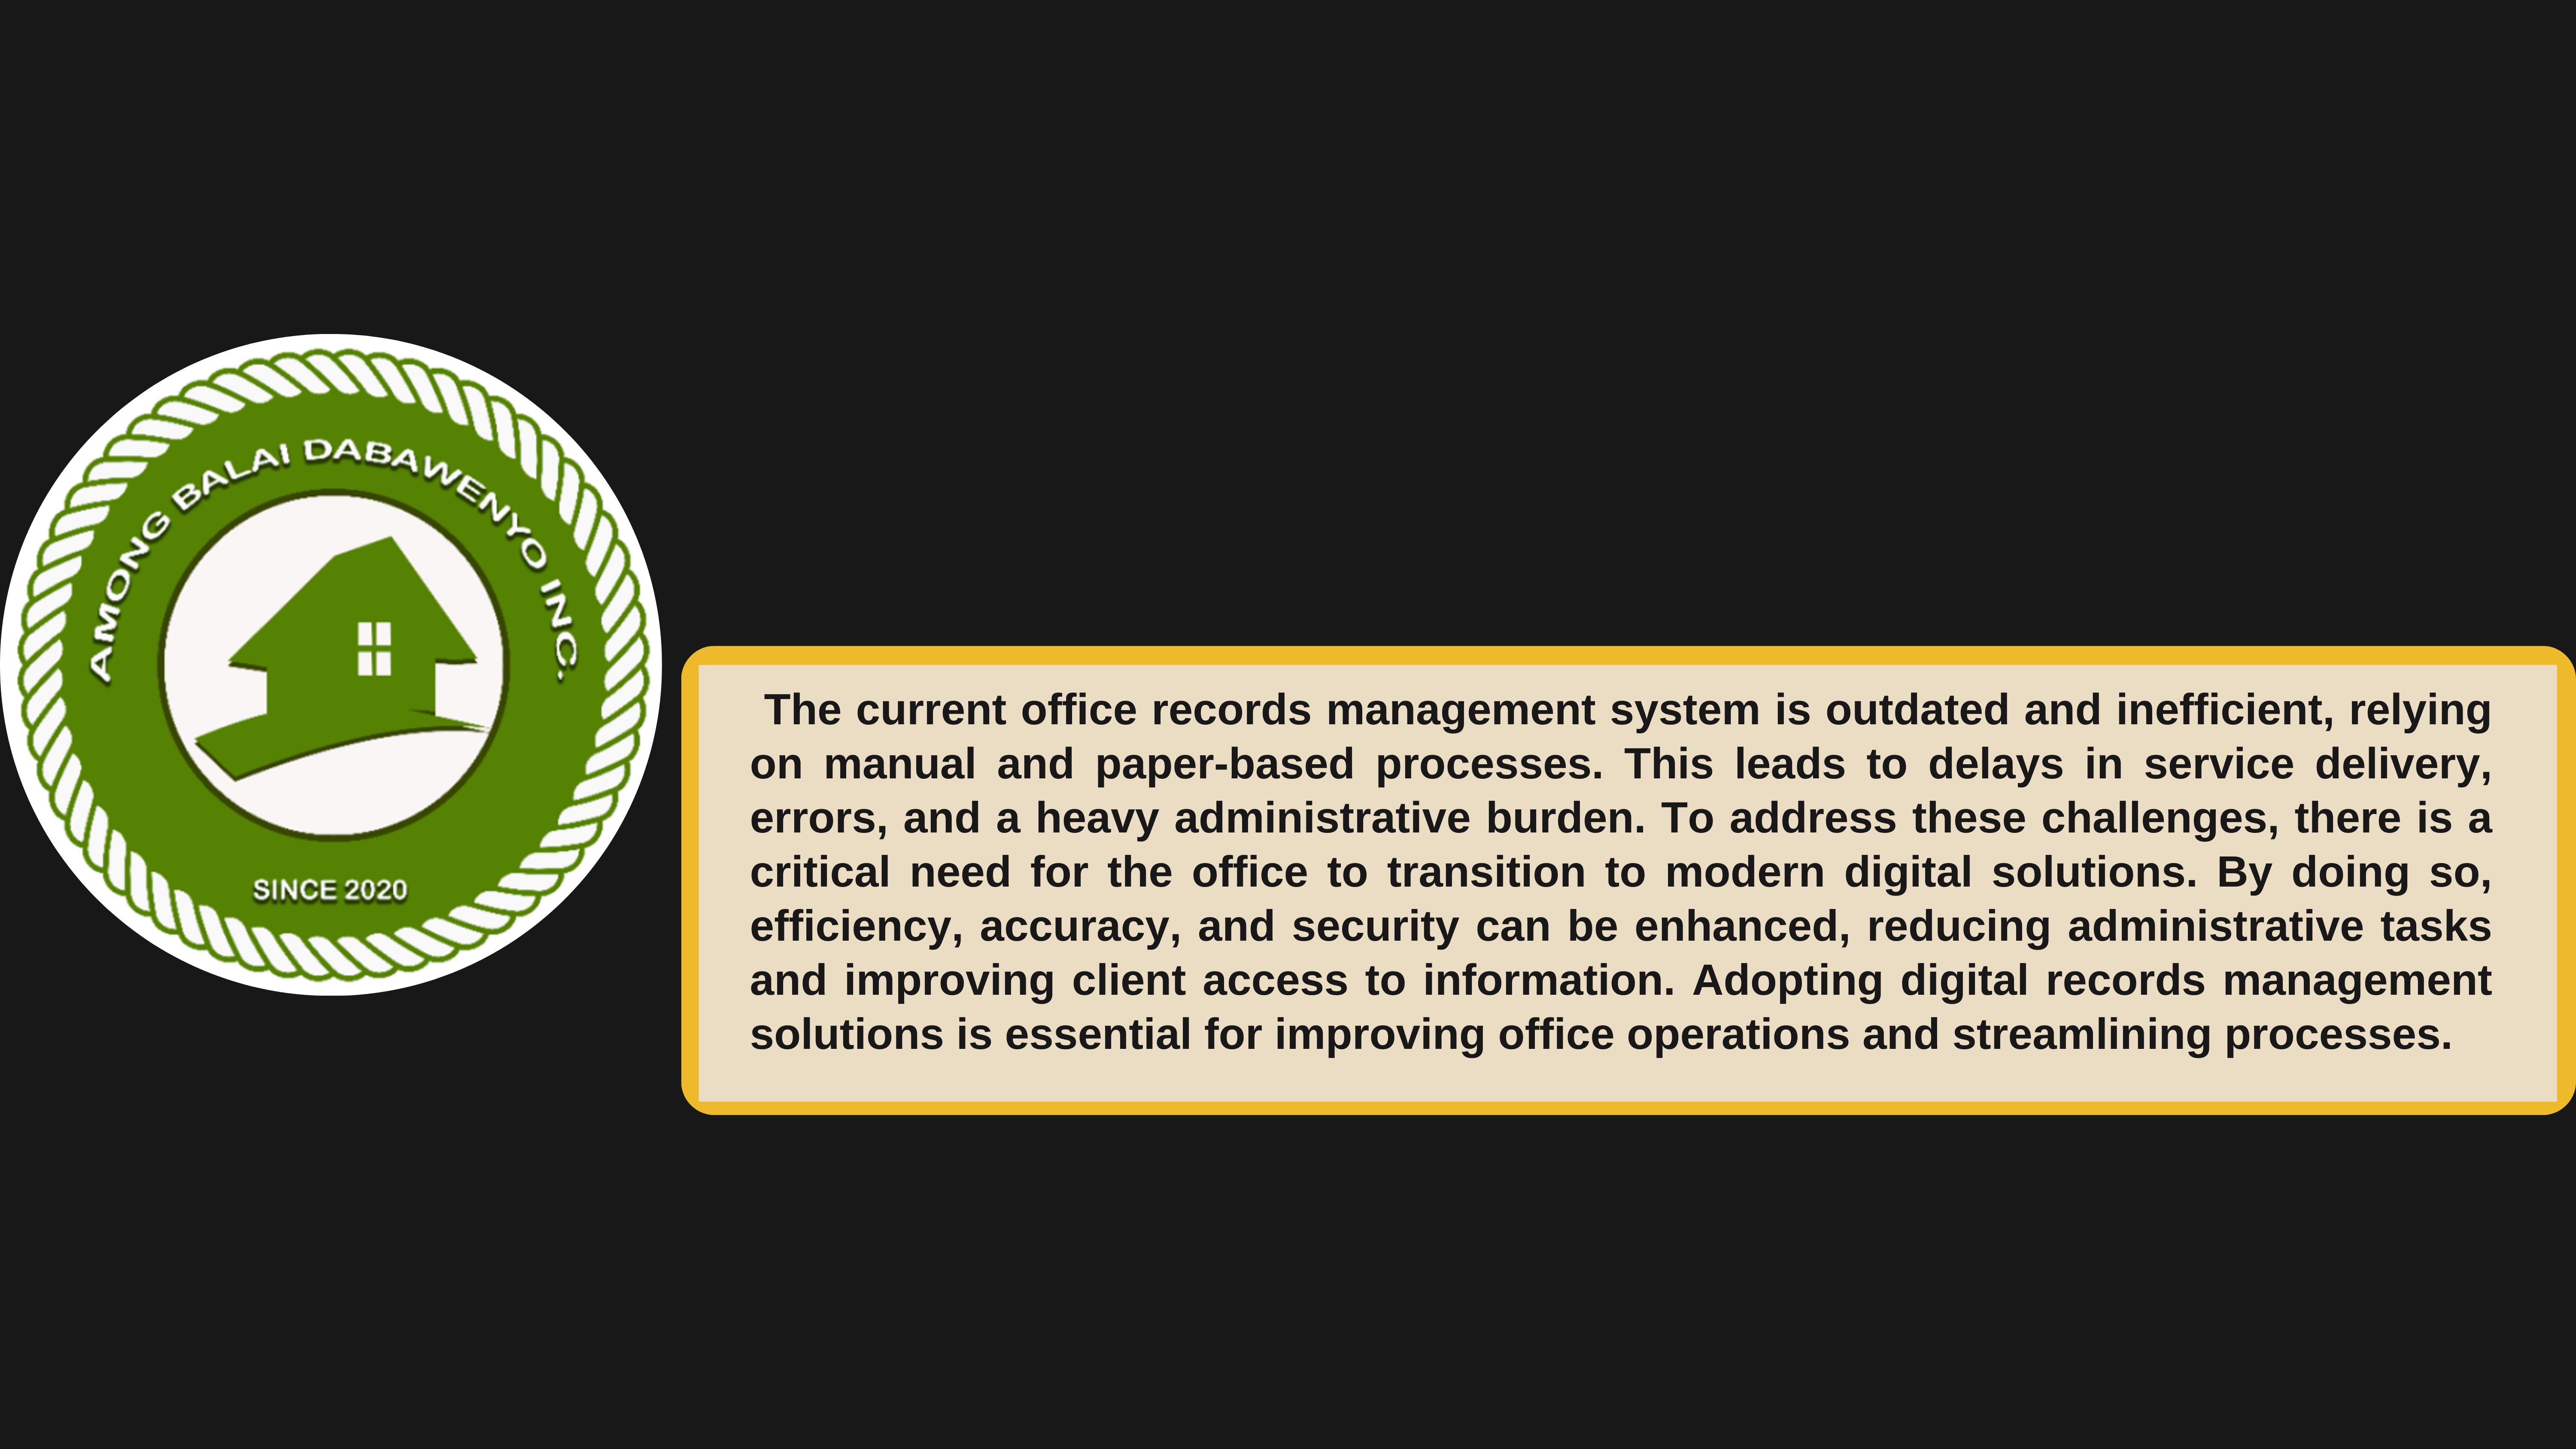 AMONG BALAI DABAWENYO INC.
SINCE 2020
The current office records management system is outdated and inefficient, relying
on manual and paper-based processes. This leads to delays in service delivery,
errors, and a heavy administrative burden. To address these challenges, there is a
critical need for the office to transition to modern digital solutions. By doing so,
efficiency, accuracy, and security can be enhanced, reducing administrative tasks
and improving client access to information. Adopting digital records management
solutions is essential for improving office operations and streamlining processes.